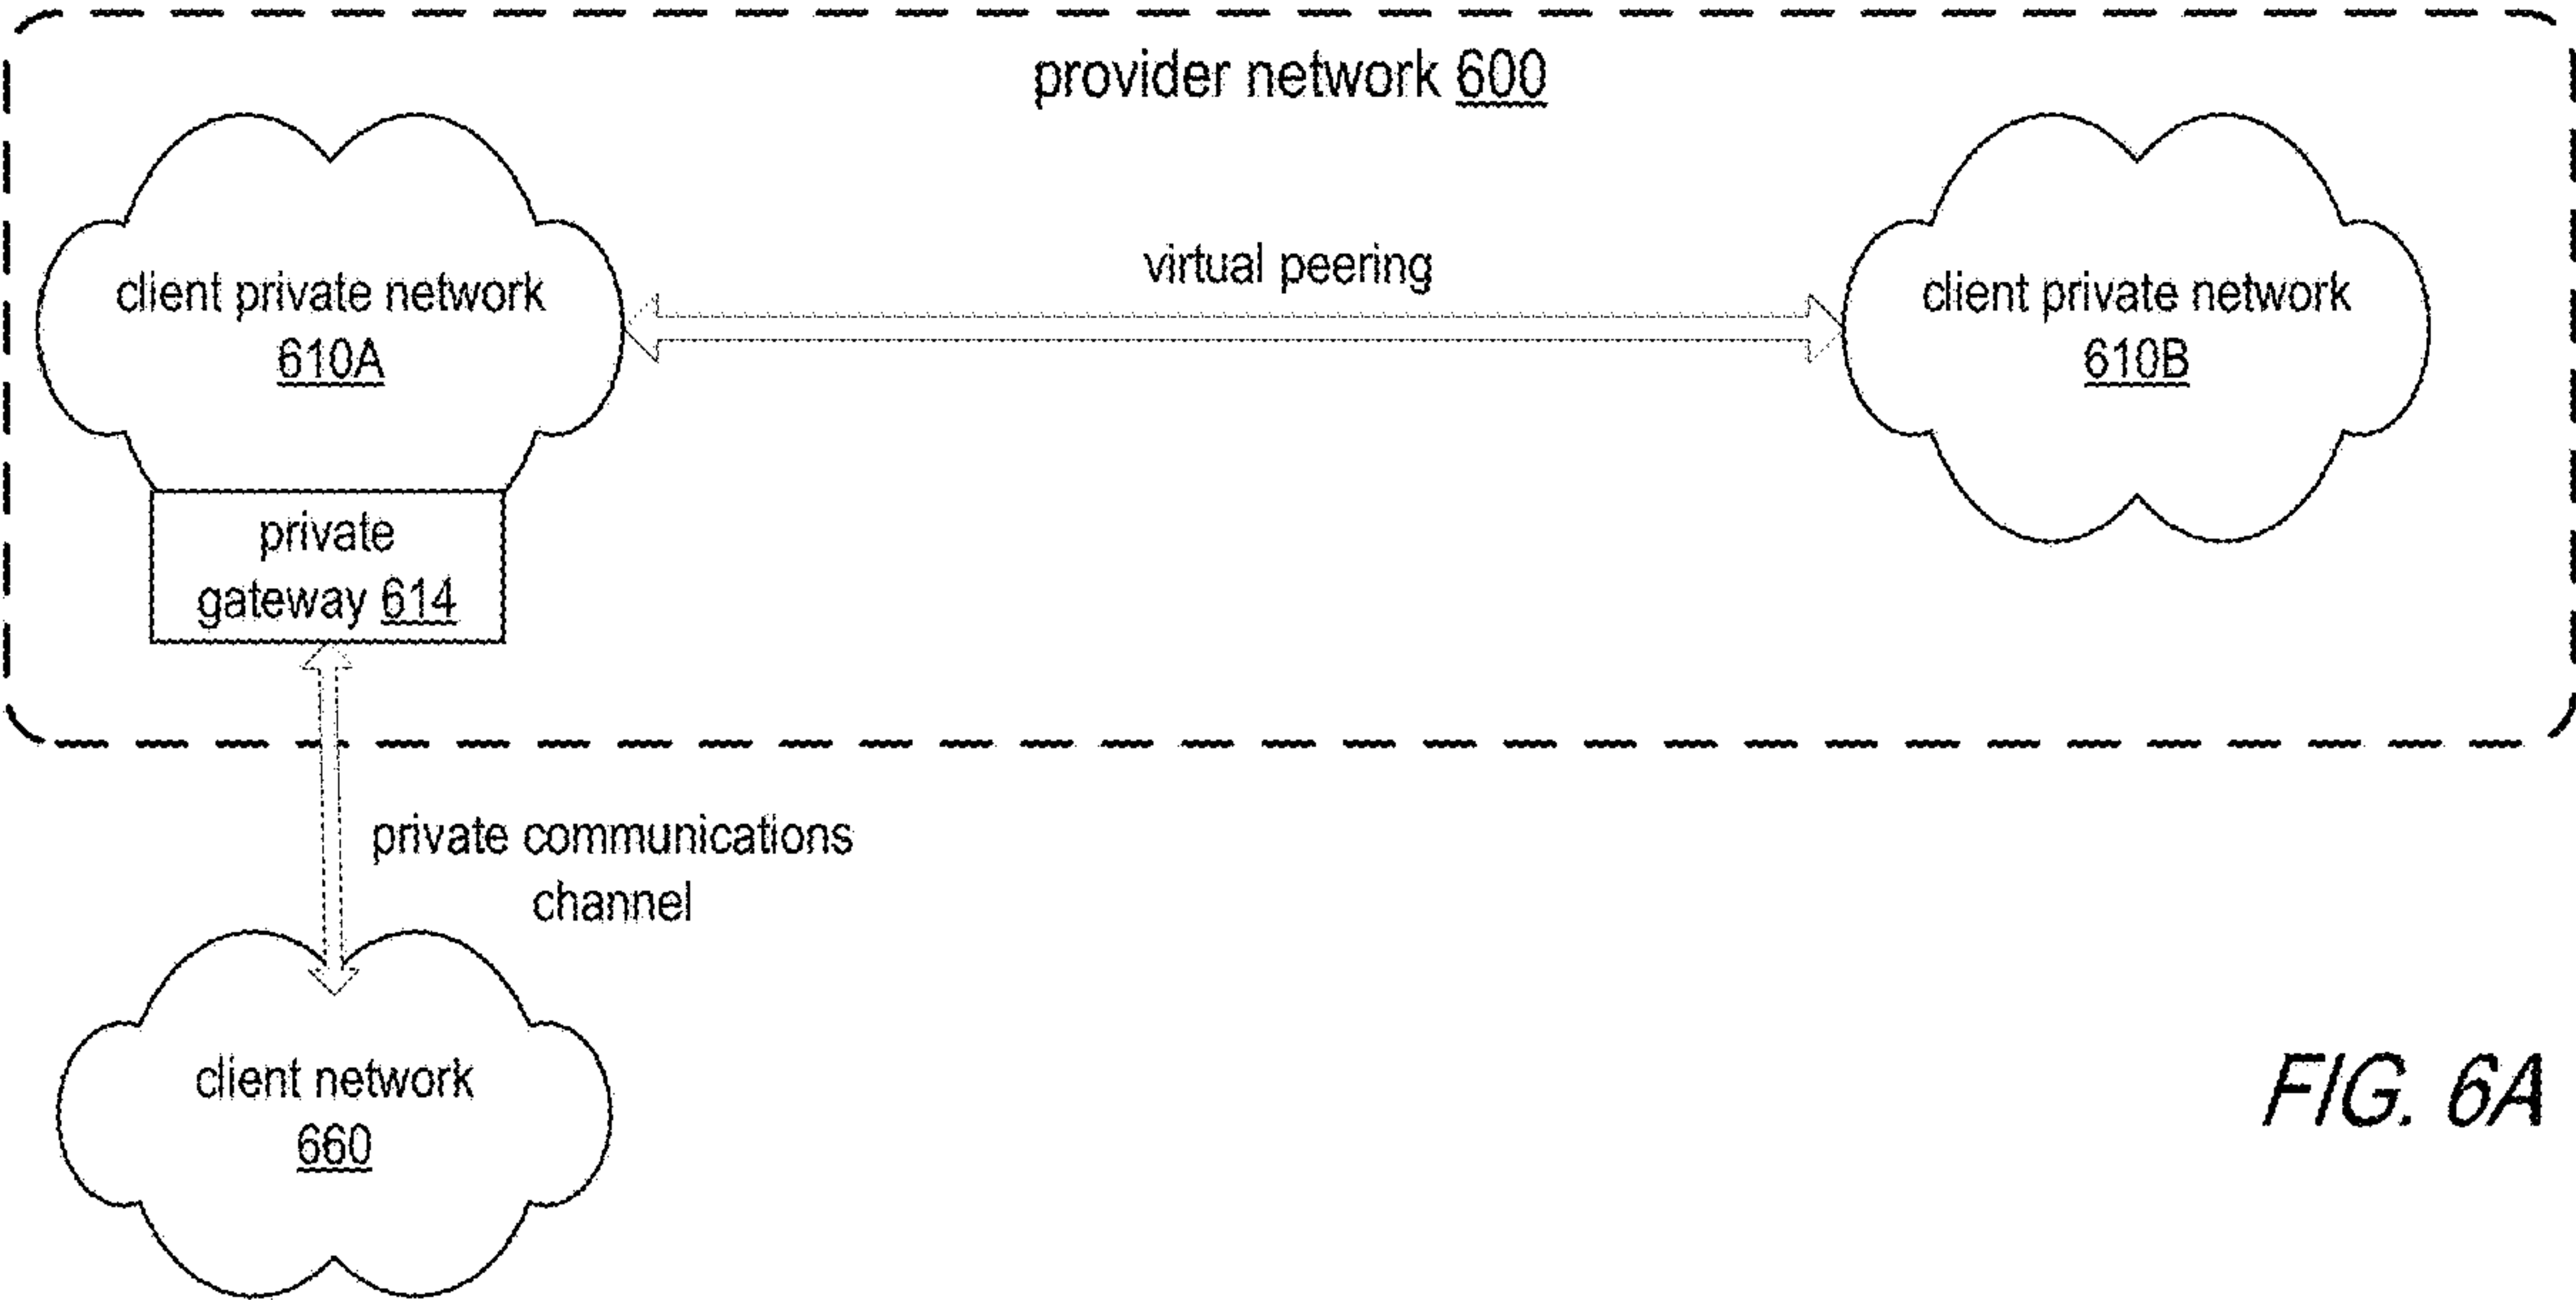 provider network 600
client private network
610A
virtual peering
client private network
610B
private
gateway 614
private communications
channel
client network
660
FIG. 6A